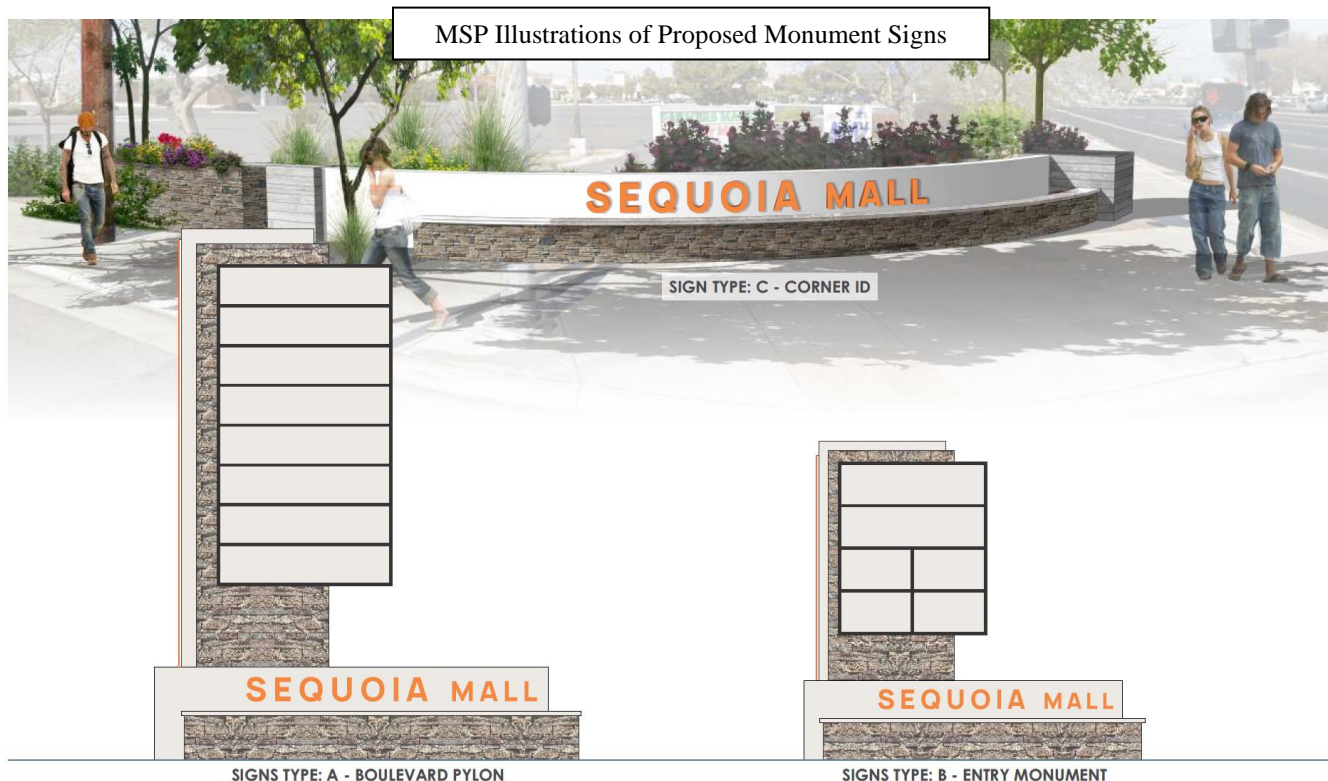 MSP Illustrations of Proposed Monument Signs
SEQUOIA MALL
SIGN TYPE: C - CORNER ID
SEQUOIA MALL
SEQUOIA MALL
SIGNS TYPE: A - BOULEVARD PYLON
SIGNS TYPE: B - ENTRY MONUMENT